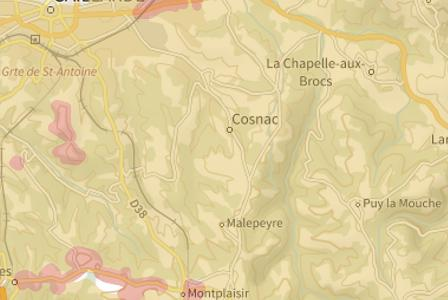 Grte de St-Antoine
La Chapelle-aux-
Brocs
Cosnac
Puy la Mouche
D38
Malepeyre
Montplaisir